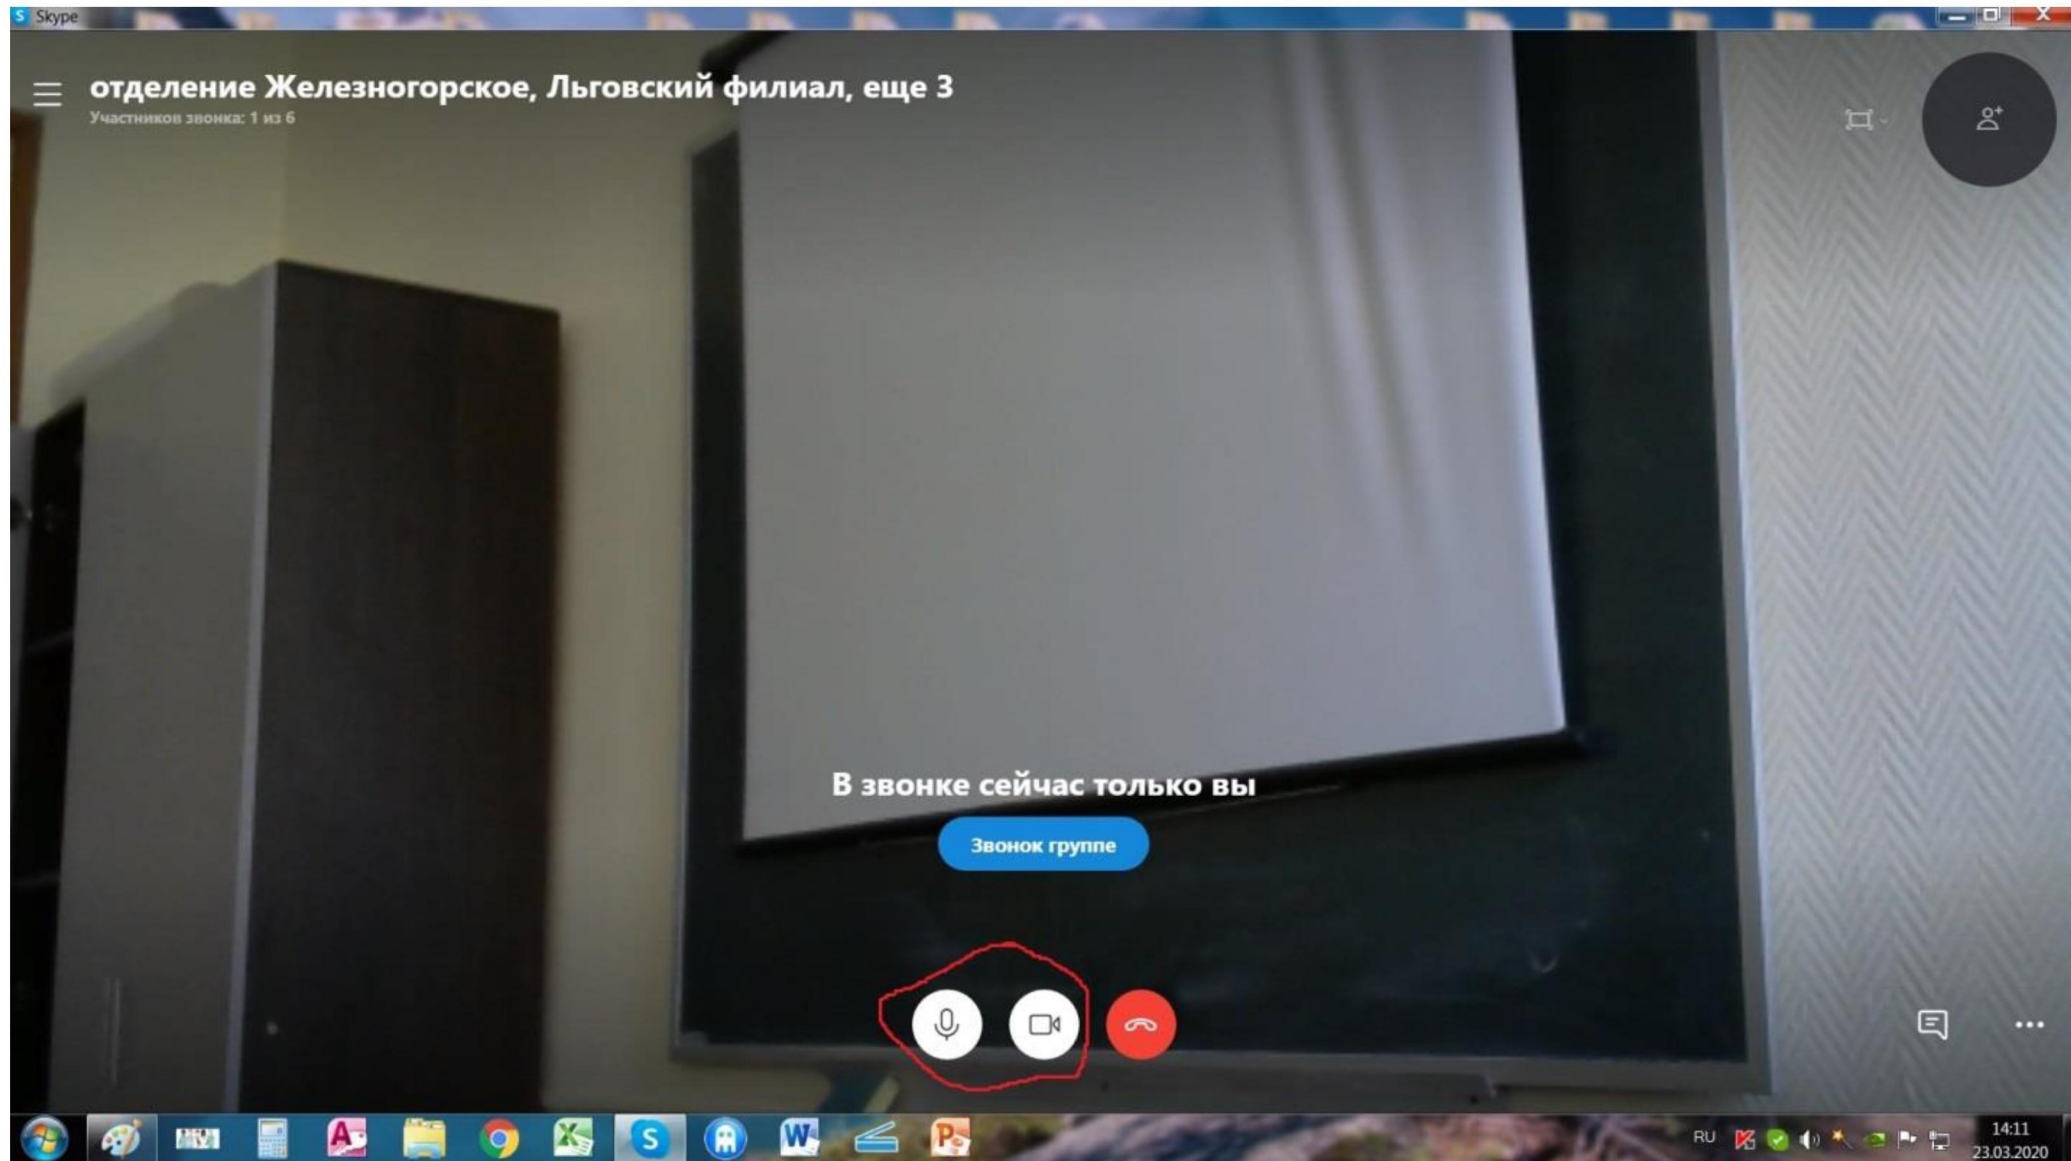 Skype
отделение Железногорское, Льговский филиал, еще 3
Участников звонка: 1 из 6
В звонке сейчас только вы
Звонок группе
RU
14:11
23.03.2020